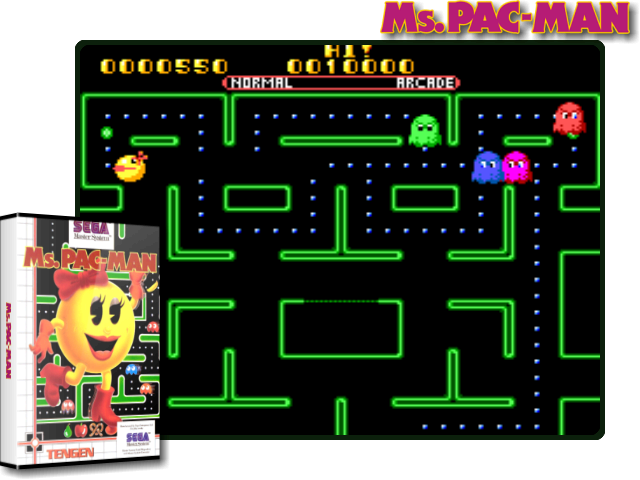 Ms. PAC-MAN
HI!
0000550 0010000
NORMAL ARCADE
SEGA
Master System
Ms. PAC-MAN
Ms. PAC-MAN
SEGA
TENGEN